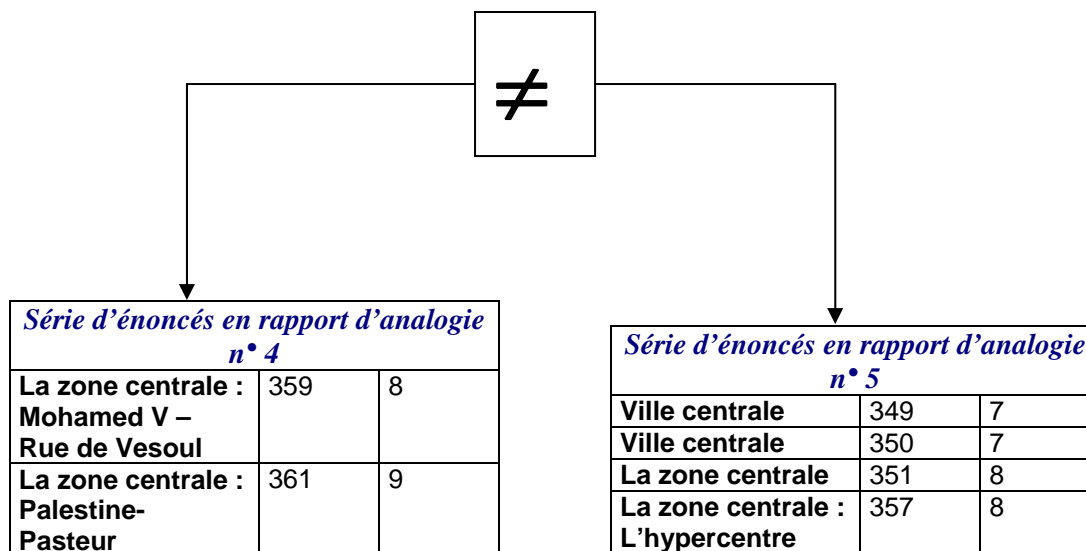 ≠
Série d'énoncés en rapport d'analogie
n° 4
La zone centrale : 359 8
Mohamed V –
Rue de Vesoul
La zone centrale : 361 9
Palestine-
Pasteur
Série d'énoncés en rapport d'analogie
n° 5
Ville centrale 349 7
Ville centrale 350 7
La zone centrale 351 8
La zone centrale : 357 8
L'hypercentre